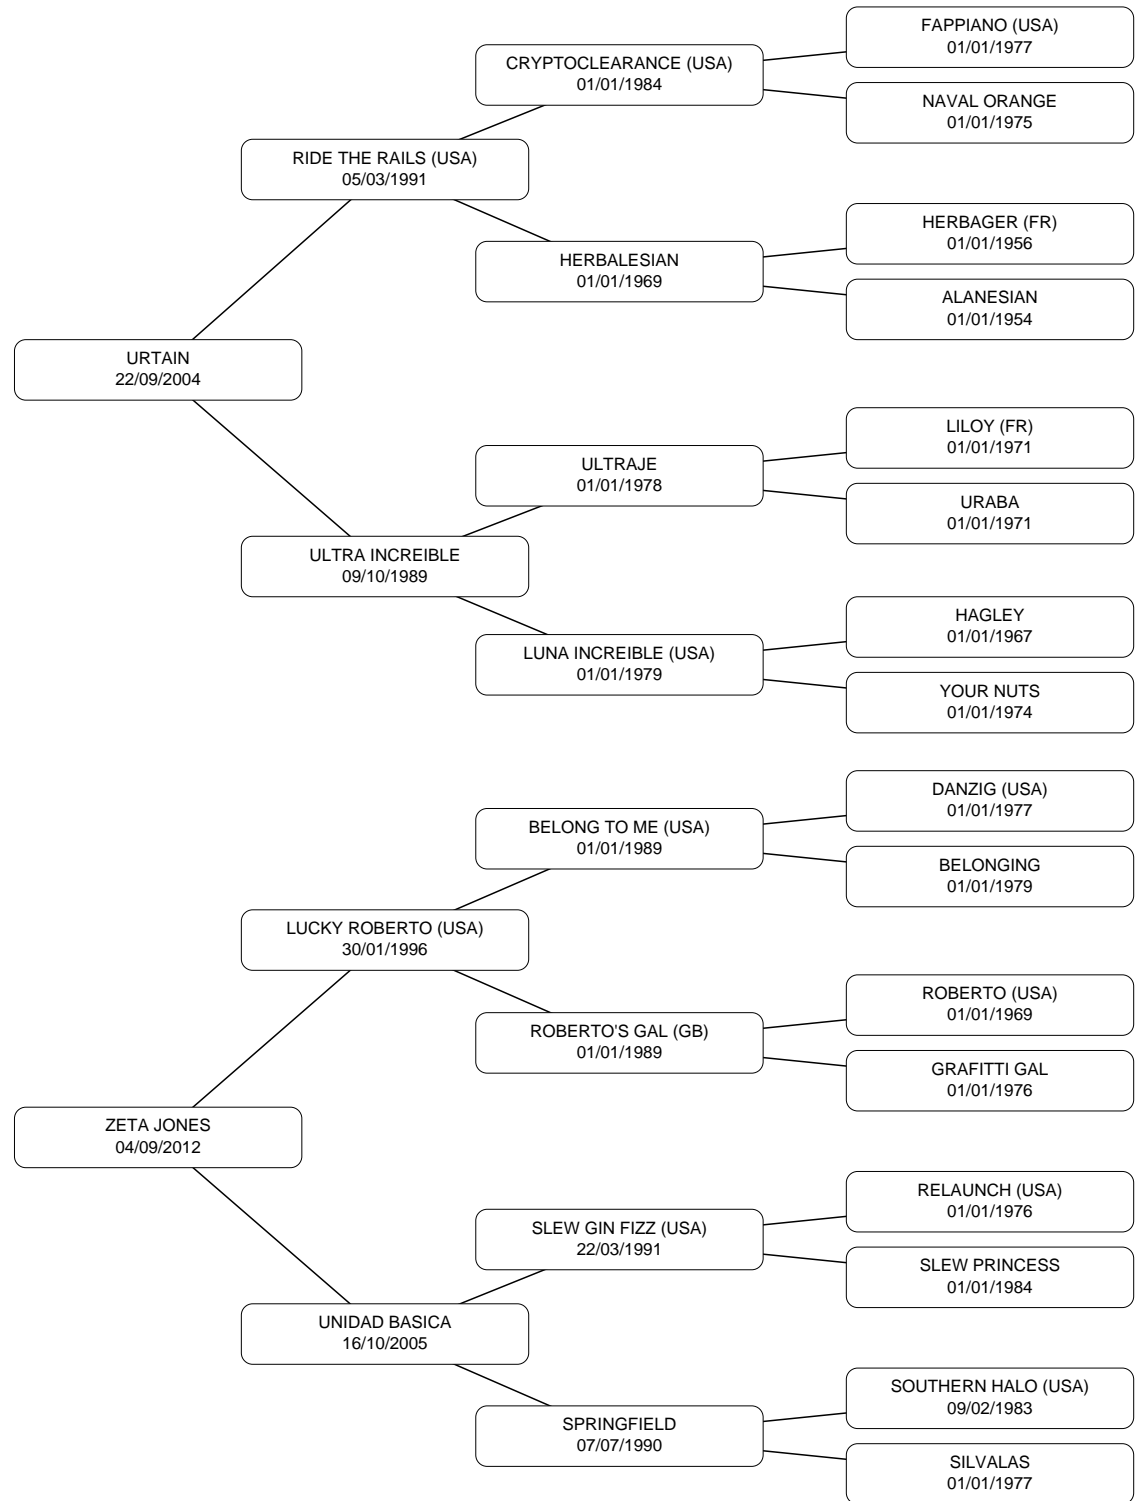 FAPPIANO (USA)
01/01/1977
CRYPTOCLEARANCE (USA)
01/01/1984
NAVAL ORANGE
01/01/1975
RIDE THE RAILS (USA)
05/03/1991
HERBAGER (FR)
01/01/1956
HERBALESIAN
01/01/1969
ALANESIAN
01/01/1954
URTAIN
22/09/2004
LILOY (FR)
01/01/1971
ULTRAJE
01/01/1978
URABA
01/01/1971
ULTRA INCREIBLE
09/10/1989
HAGLEY
01/01/1967
LUNA INCREIBLE (USA)
01/01/1979
YOUR NUTS
01/01/1974
DANZIG (USA)
01/01/1977
BELONG TO ME (USA)
01/01/1989
BELONGING
01/01/1979
LUCKY ROBERTO (USA)
30/01/1996
ROBERTO (USA)
01/01/1969
ROBERTO'S GAL (GB)
01/01/1989
GRAFITTI GAL
01/01/1976
ZETA JONES
04/09/2012
RELAUNCH (USA)
01/01/1976
SLEW GIN FIZZ (USA)
22/03/1991
SLEW PRINCESS
01/01/1984
UNIDAD BASICA
16/10/2005
SOUTHERN HALO (USA)
09/02/1983
SPRINGFIELD
07/07/1990
SILVALAS
01/01/1977